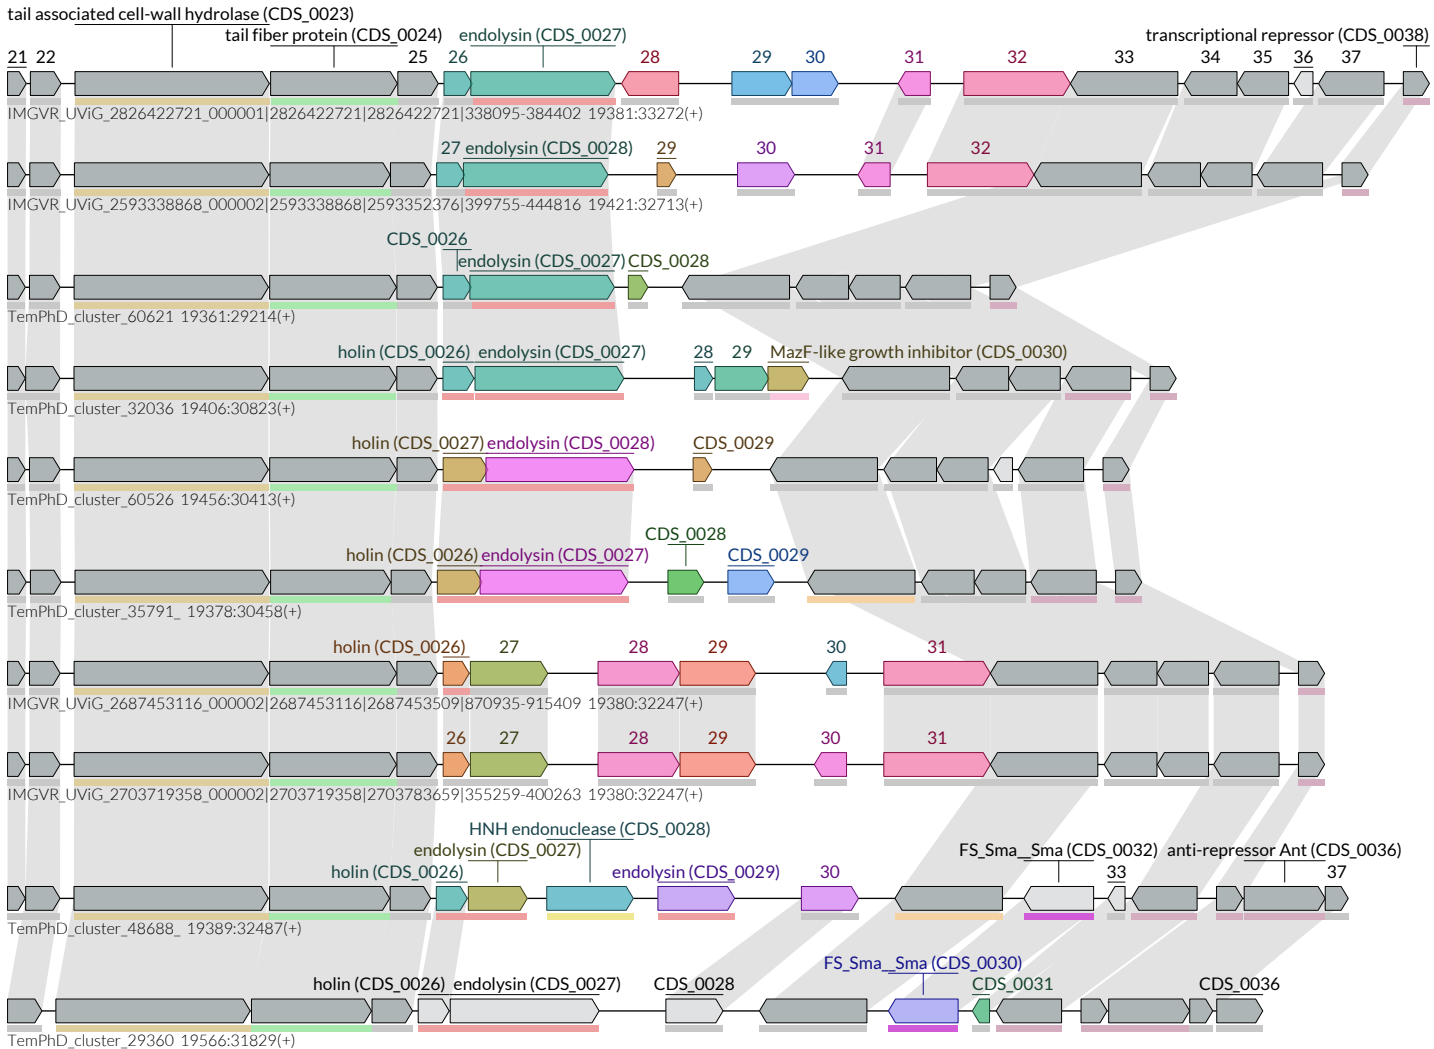 tail associated cell-wall hydrolase (CDS_0023)
tail fiber protein (CDS_0024) endolysin (CDS_0027) transcriptional repressor (CDS_0038)
21 22 25 26 28 29 30 31 32 33 34 35 36 37
IMGVR_UViG_2826422721_000001|2826422721|2826422721|338095-384402 19381:33272(+)
27 endolysin (CDS_0028) 29 30 31 32
IMGVR_UViG_2593338868_000002|2593338868|2593352376|399755-444816 19421:32713(+)
CDS_0026
endolysin (CDS_0027) CDS_0028
TemPhD_cluster_60621 19361:29214(+)
holin (CDS_0026) endolysin (CDS_0027) 28 29 MazF-like growth inhibitor (CDS_0030)
TemPhD_cluster_32036 19406:30823(+)
holin (CDS_0027) endolysin (CDS_0028) CDS_0029
TemPhD_cluster_60526 19456:30413(+)
CDS_0028
holin (CDS_0026) endolysin (CDS_0027) CDS_0029
TemPhD_cluster_35791_ 19378:30458(+)
holin (CDS_0026) 27 28 29 30 31
IMGVR_UViG_2687453116_000002|2687453116|2687453509|870935-915409 19380:32247(+)
26 27 28 29 30 31
IMGVR_UViG_2703719358_000002|2703719358|2703783659|355259-400263 19380:32247(+)
HNH endonuclease (CDS_0028)
endolysin (CDS_0027) FS_Sma__Sma (CDS_0032) anti-repressor Ant (CDS_0036)
holin (CDS_0026) endolysin (CDS_0029) 30 33 37
TemPhD_cluster_48688_ 19389:32487(+)
FS_Sma__Sma (CDS_0030)
holin (CDS_0026) endolysin (CDS_0027) CDS_0028 CDS_0031 CDS_0036
TemPhD_cluster_29360 19566:31829(+)